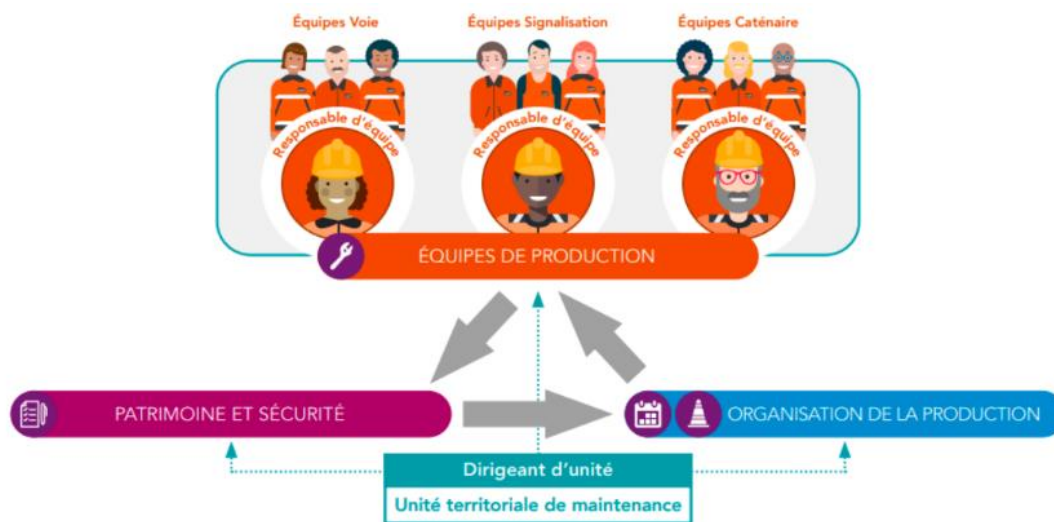 Équipes Voie
Équipes Signalisation
Équipes Caténaire
Responsable d'équipe
Responsable d'équipe
Responsable d'équipe
ÉQUIPES DE PRODUCTION
PATRIMOINE ET SÉCURITÉ
ORGANISATION DE LA PRODUCTION
Dirigeant d'unité
Unité territoriale de maintenance